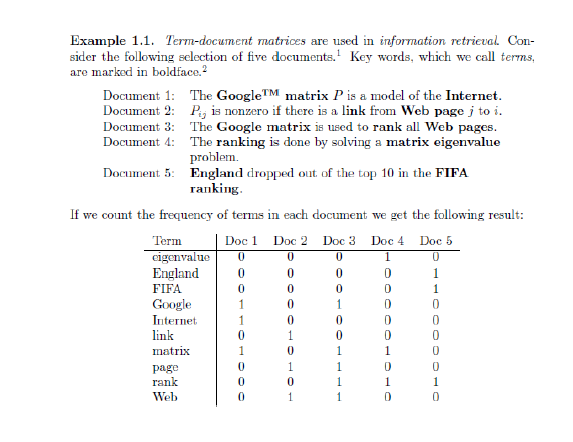 Example 1.1. Term-document matrices are used in information retrieval. Con-
sider the following selection of five documents.1 Key words, which we call terms,
are marked in boldface.2
Document 1: The Google™ matrix P is a model of the Internet.
Document 2: Pij is nonzero if there is a link from Web page j to i.
Document 3: The Google matrix is used to rank all Web pages.
Document 4: The ranking is done by solving a matrix eigenvalue
problem.
Document 5: England dropped out of the top 10 in the FIFA
ranking.
If we count the frequency of terms in each document we get the following result:
Term Doc 1 Doc 2 Doc 3 Doc 4 Doc 5
eigenvalue 0 0 0 1 0
England 0 0 0 0 1
FIFA 0 0 0 0 1
Google 1 0 1 0 0
Internet 1 0 0 0 0
link 0 1 0 0 0
matrix 1 0 1 1 0
page 0 1 1 0 0
rank 0 0 1 1 1
Web 0 1 1 0 0